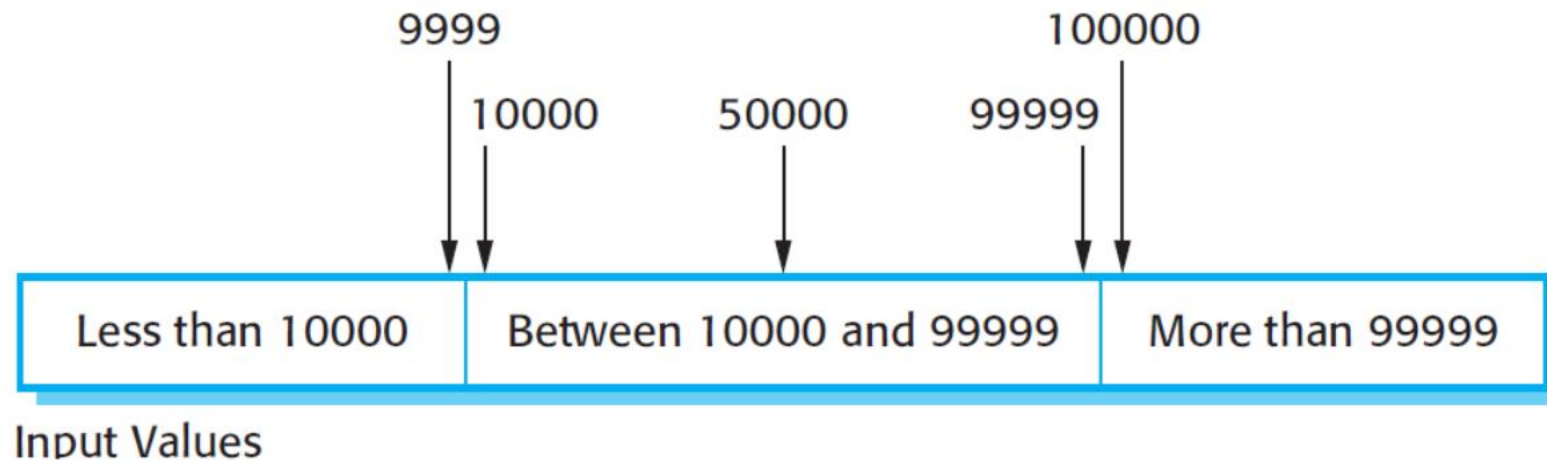 9999 100000
10000 50000 99999
Less than 10000 Between 10000 and 99999 More than 99999
Input Values